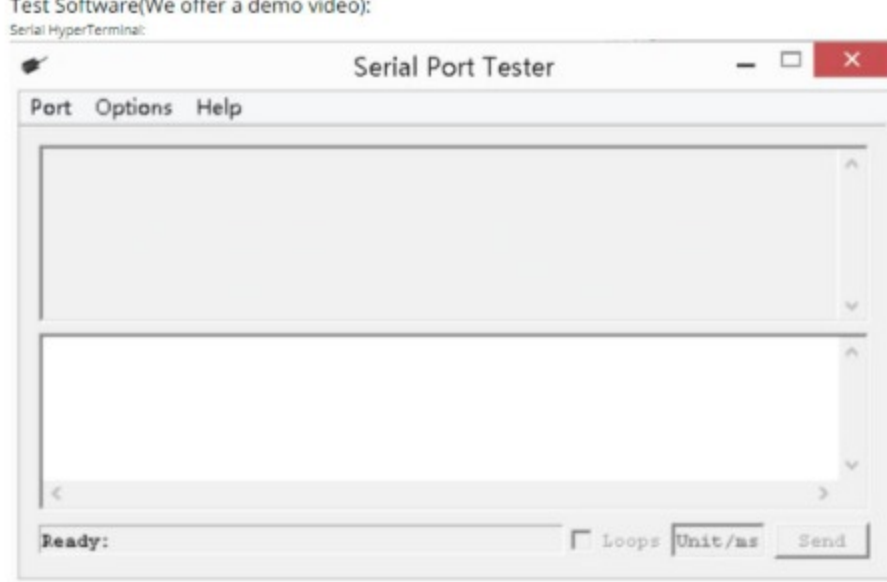 Test Software(We offer a demo video):
Serial HyperTerminal:
Serial Port Tester
Port Options Help
Ready: Loops Unit/ms Send